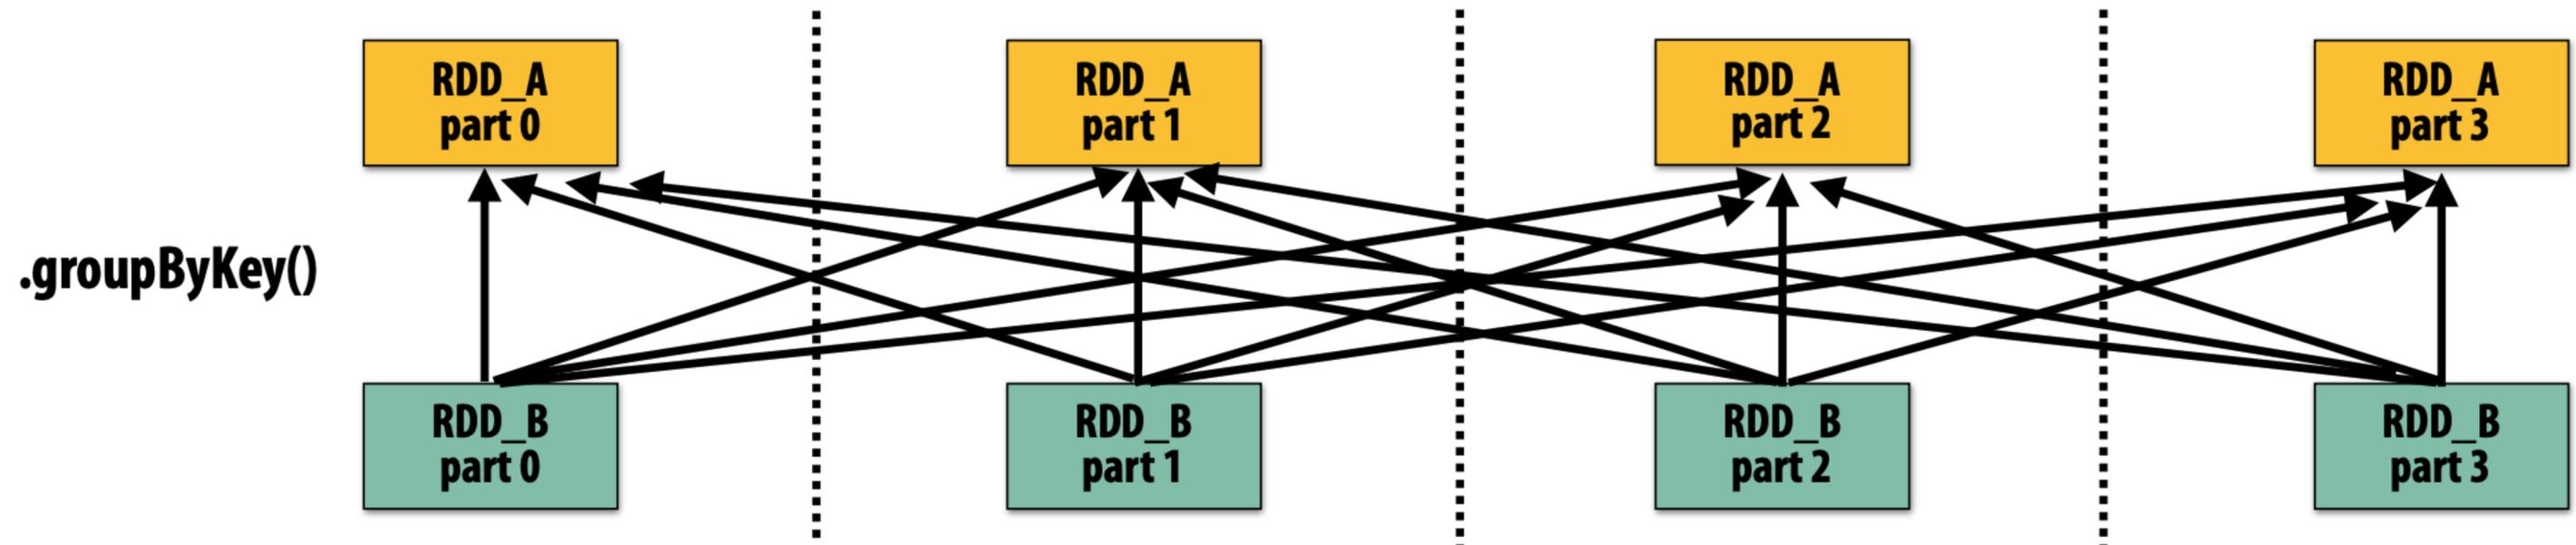 RDD_A
part 0
RDD_A
part 1
RDD_A
part 2
RDD_A
part 3
.groupByKey()
RDD_B
part 0
RDD_B
part 1
RDD_B
part 2
RDD_B
part 3